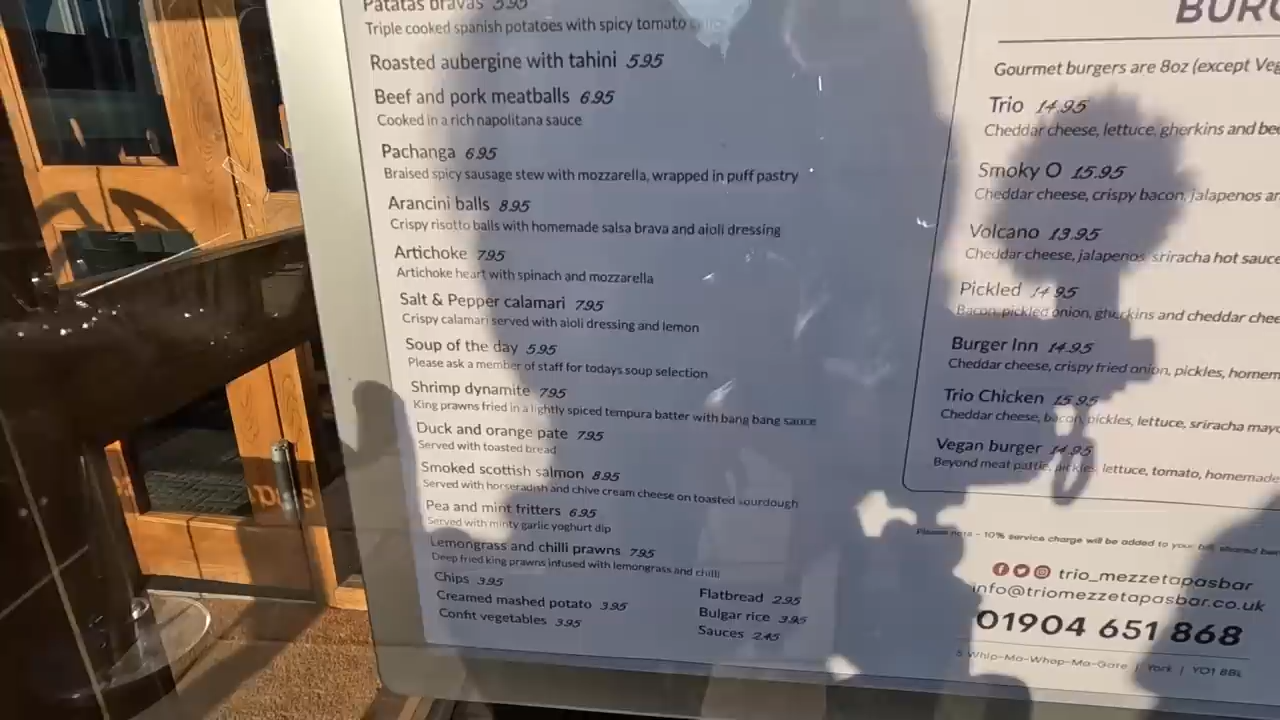 Patatas bravas 5.95
Triple cooked spanish potatoes with spicy tomato
Roasted aubergine with tahini 5.95
Beef and pork meatballs 6.95
Cooked in a rich napolitana sauce
Pachanga 6.95
Braised spicy sausage stew with mozzarella, wrapped in puff pastry
Arancini balls 8.95
Crispy risotto balls with homemade salsa brava and aioli dressing
Artichoke 7.95
Artichoke heart with spinach and mozzarella
Salt & Pepper calamari 7.95
Crispy calamari served with aioli dressing and lemon
Soup of the day 5.95
Please ask a member of staff for todays soup selection
Shrimp dynamite 7.95
King prawns fried in a lightly spiced tempura batter with bang bang sauce
Duck and orange pate 7.95
Served with toasted bread
Smoked scottish salmon 8.95
Served with horseradish and chive cream cheese on toasted sourdough
Pea and mint fritters 6.95
Served with minty garlic yoghurt dip
Lemongrass and chilli prawns 7.95
Deep fried king prawns infused with lemongrass and chilli
Chips 3.95
Creamed mashed potato 3.95
Confit vegetables 3.95
Flatbread 2.95
Bulgar rice 3.95
Sauces 2.45
BURG
Gourmet burgers are 8oz (except Veg
Trio 14.95
Cheddar cheese, lettuce, gherkins and bee
Smoky O 15.95
Cheddar cheese, crispy bacon, jalapenos an
Volcano 13.95
Cheddar cheese, jalapenos, sriracha hot sauce
Pickled 14.95
Bacon, pickled onion, gherkins and cheddar chee
Burger Inn 14.95
Cheddar cheese, crispy fried onion, pickles, homem
Trio Chicken 15.95
Cheddar cheese, bacon, pickles, lettuce, sriracha mayo
Vegan burger 14.95
Beyond meat pattie, pickles, lettuce, tomato, homemade
Please note - 10% service charge will be added to your bill, shared
trio_mezzetapasbar
info@triomezzetapasbar.co.uk
01904 651 868
5 Whip-Ma-Whop-Ma-Gate | York | YO1 8BL